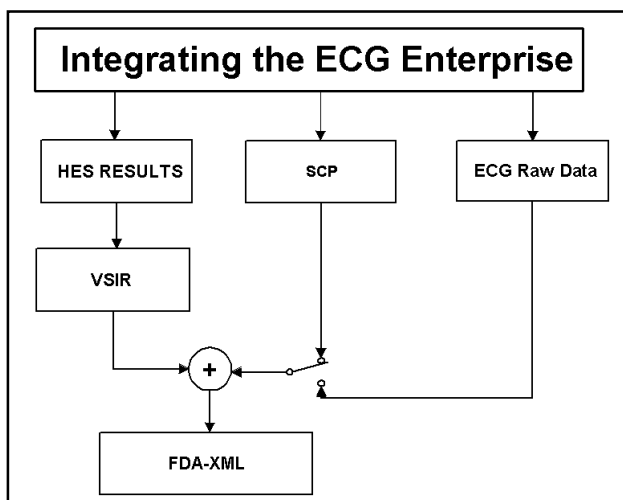 Integrating the ECG Enterprise
HES RESULTS
SCP
ECG Raw Data
VSIR
+
FDA-XML